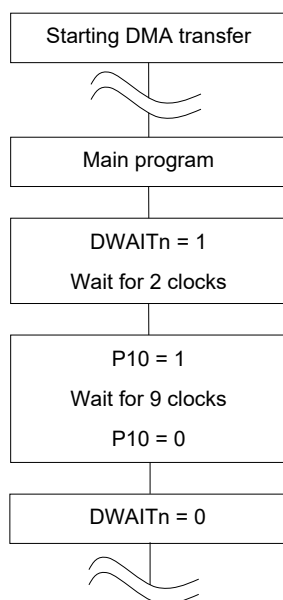 Starting DMA transfer
Main program
DWAITn = 1
Wait for 2 clocks
P10 = 1
Wait for 9 clocks
P10 = 0
DWAITn = 0